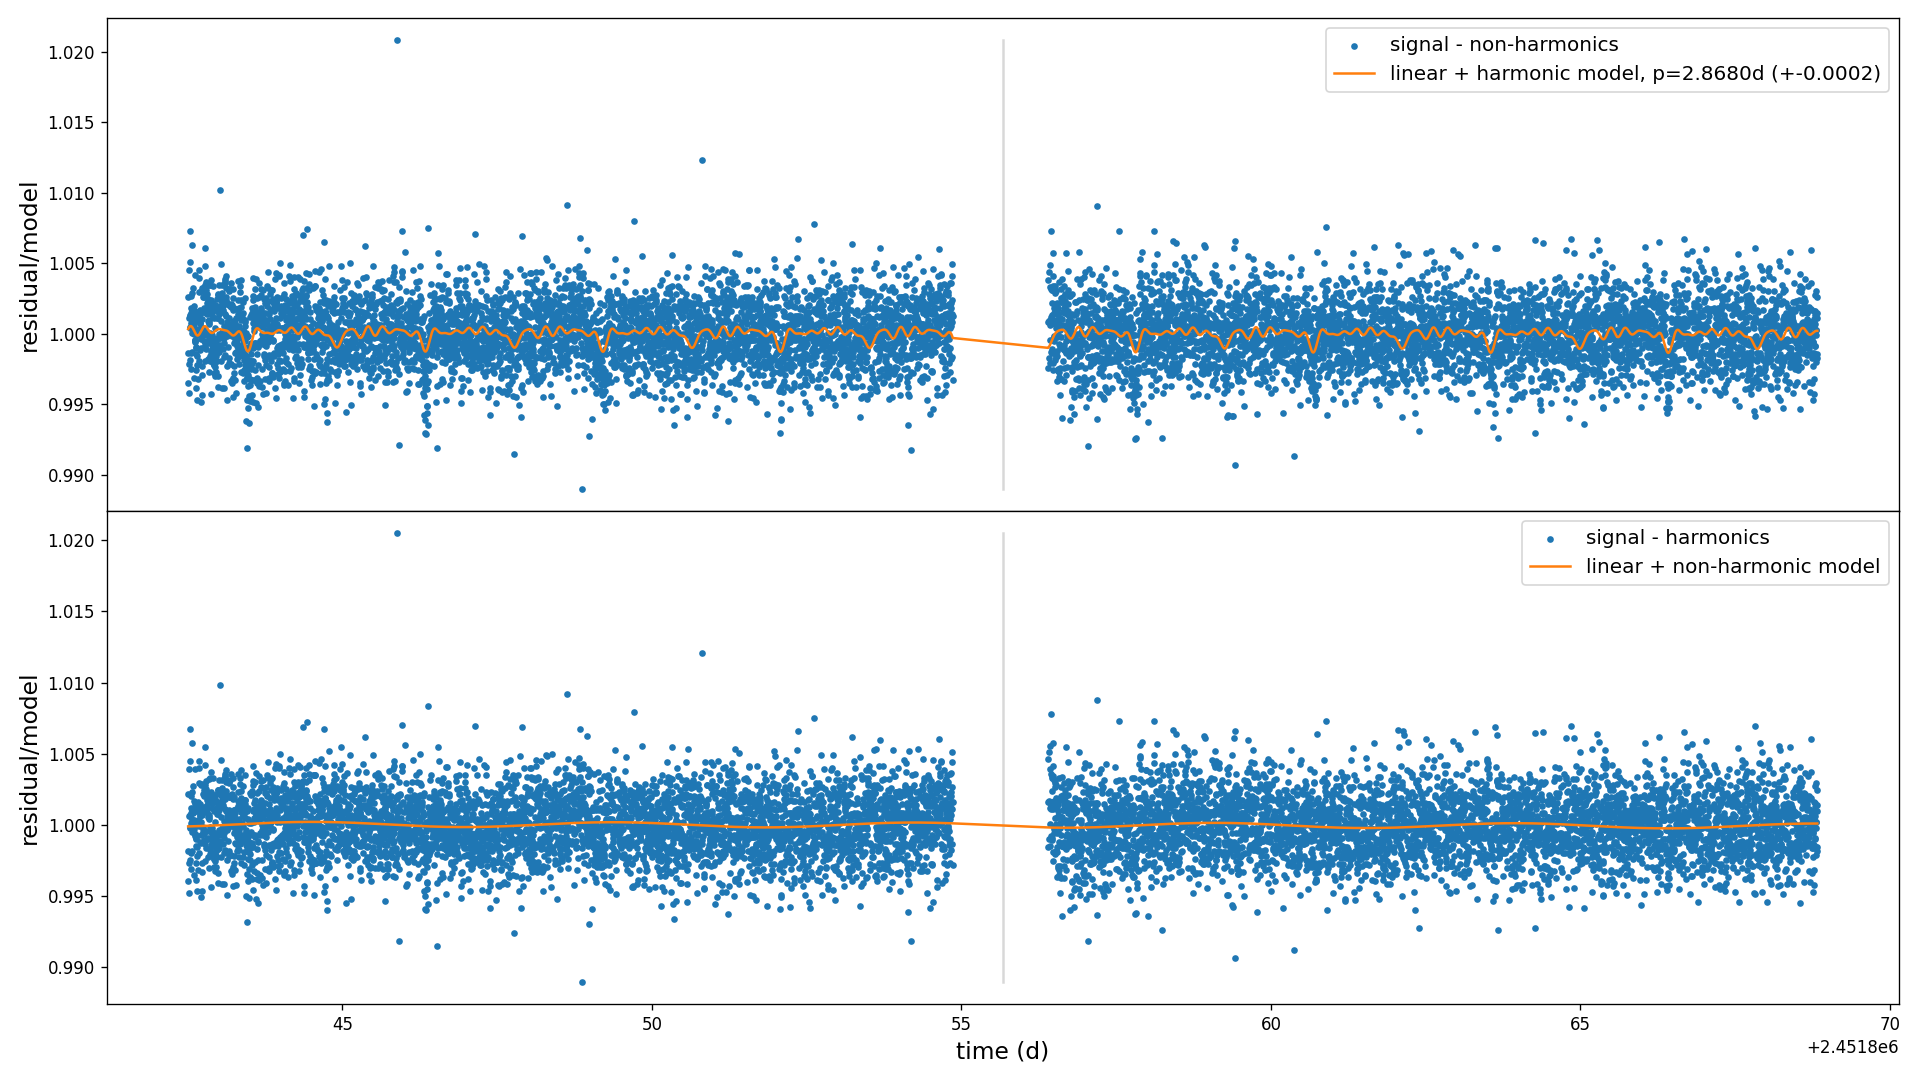 signal - non-harmonics
linear + harmonic model, p=2.8680d (+-0.0002)
1.020
1.015
1.010
1.005
1.000
0.995
0.990
residual/model
signal - harmonics
linear + non-harmonic model
1.020
1.015
1.010
1.005
1.000
0.995
0.990
residual/model
45
50
55
60
65
70
time (d)
+2.4518e6